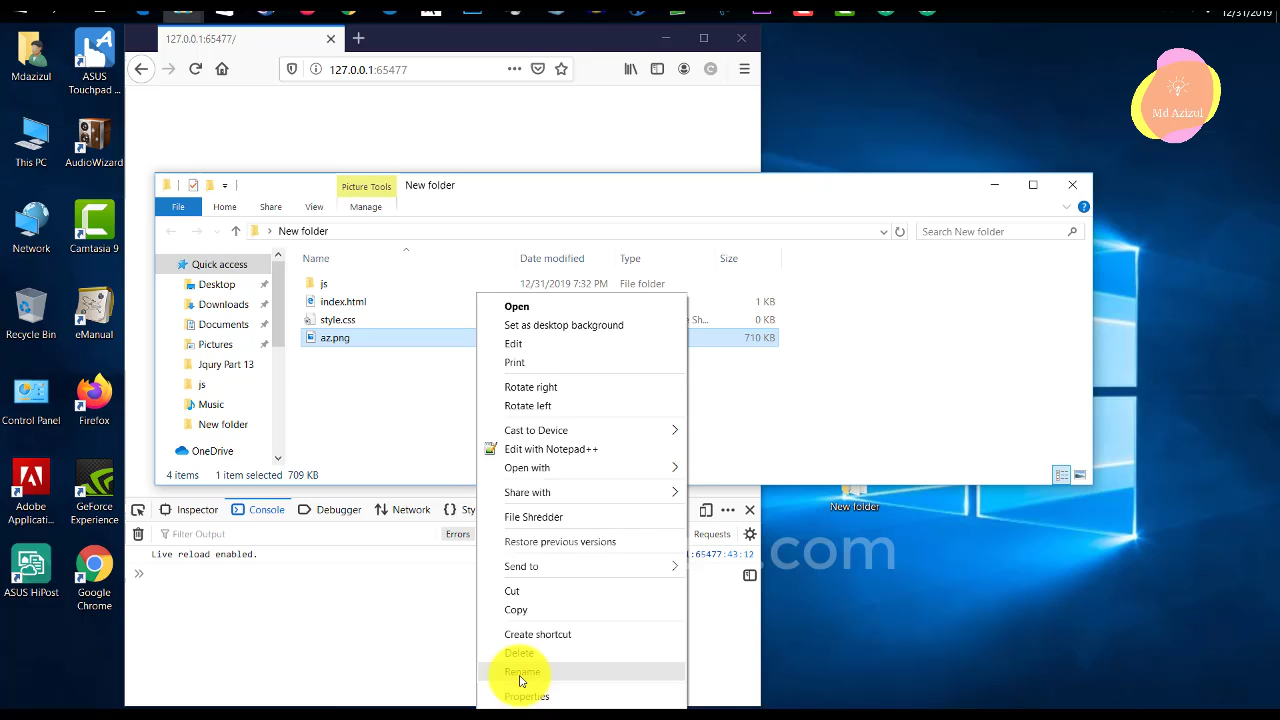 12/31/2019
127.0.0.1:65477/
127.0.0.1:65477
Mdazizul
ASUS
Touchpad ...
This PC
AudioWizard
Network
Camtasia 9
Recycle Bin
eManual
Control Panel
Firefox
Adobe
Applicati...
GeForce
Experience
ASUS HiPost
Google
Chrome
Md Azizul
Picture Tools
New folder
File
Home
Share
View
Manage
New folder
Search New folder
Name
Date modified
Type
Size
Quick access
Desktop
Downloads
Documents
Pictures
Jqury Part 13
js
Music
New folder
OneDrive
js
12/31/2019 7:32 PM
File folder
index.html
1 KB
style.css
Sh...
0 KB
az.png
710 KB
4 items
1 item selected 709 KB
Open
Set as desktop background
Edit
Print
Rotate right
Rotate left
Cast to Device
Edit with Notepad++
Open with
Share with
File Shredder
Restore previous versions
Send to
Cut
Copy
Create shortcut
Delete
Rename
Properties
New folder
Inspector
Console
Debugger
Network
Sty
Filter Output
Errors
Requests
Live reload enabled.
:65477:43:12
.com